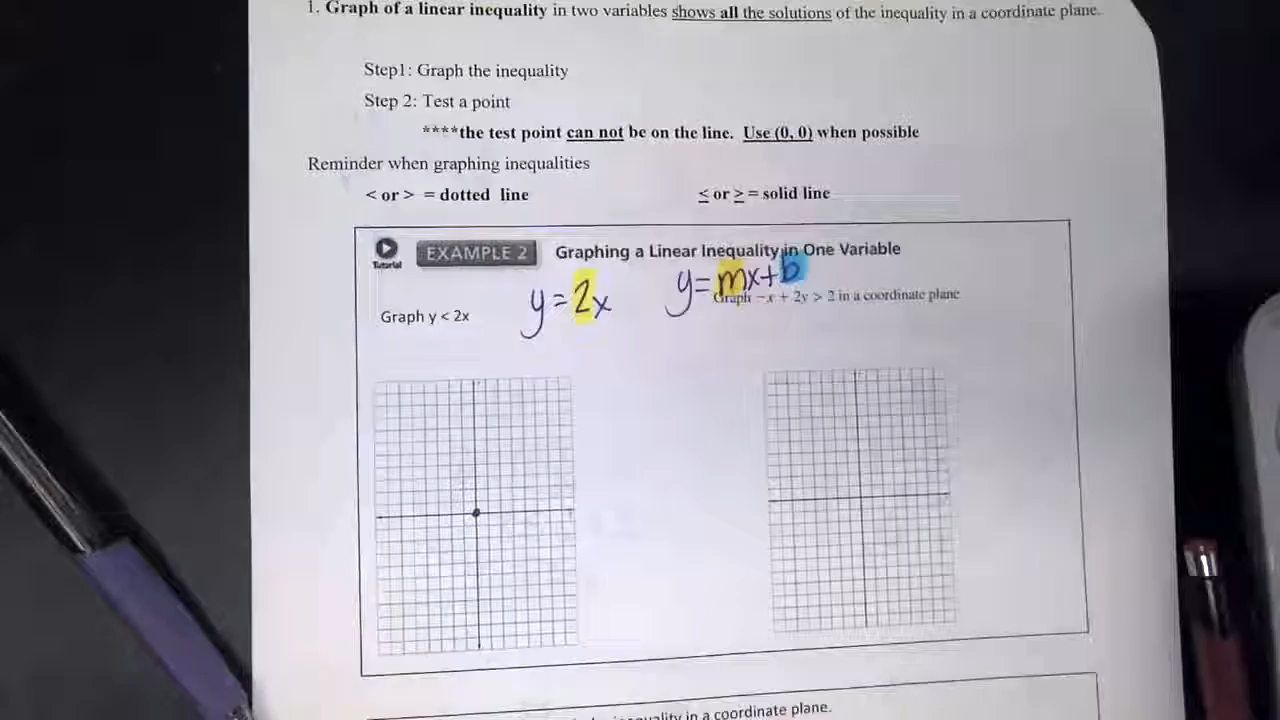 1. Graph of a linear inequality in two variables shows all the solutions of the inequality in a coordinate plane.
Step1: Graph the inequality
Step 2: Test a point
****the test point can not be on the line. Use (0, 0) when possible
Reminder when graphing inequalities
< or > = dotted line
≤ or ≥ = solid line
Tutorial
EXAMPLE 2 Graphing a Linear Inequality in One Variable
y=mx+b
Graph −x + 2y > 2 in a coordinate plane
y=2x
Graph y < 2x
inequality in a coordinate plane.